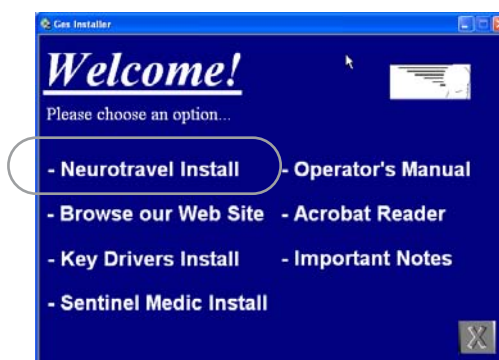 Ges Installer
Welcome!
Please choose an option...
- Neurotravel Install
- Operator's Manual
- Browse our Web Site
- Acrobat Reader
- Key Drivers Install
- Important Notes
- Sentinel Medic Install
X